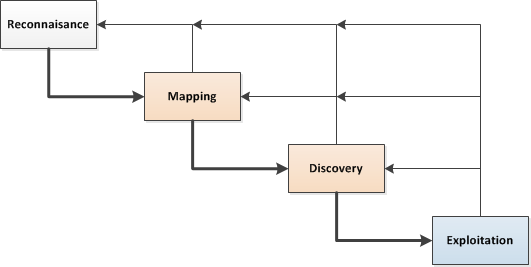 Reconnaisance
Mapping
Discovery
Exploitation